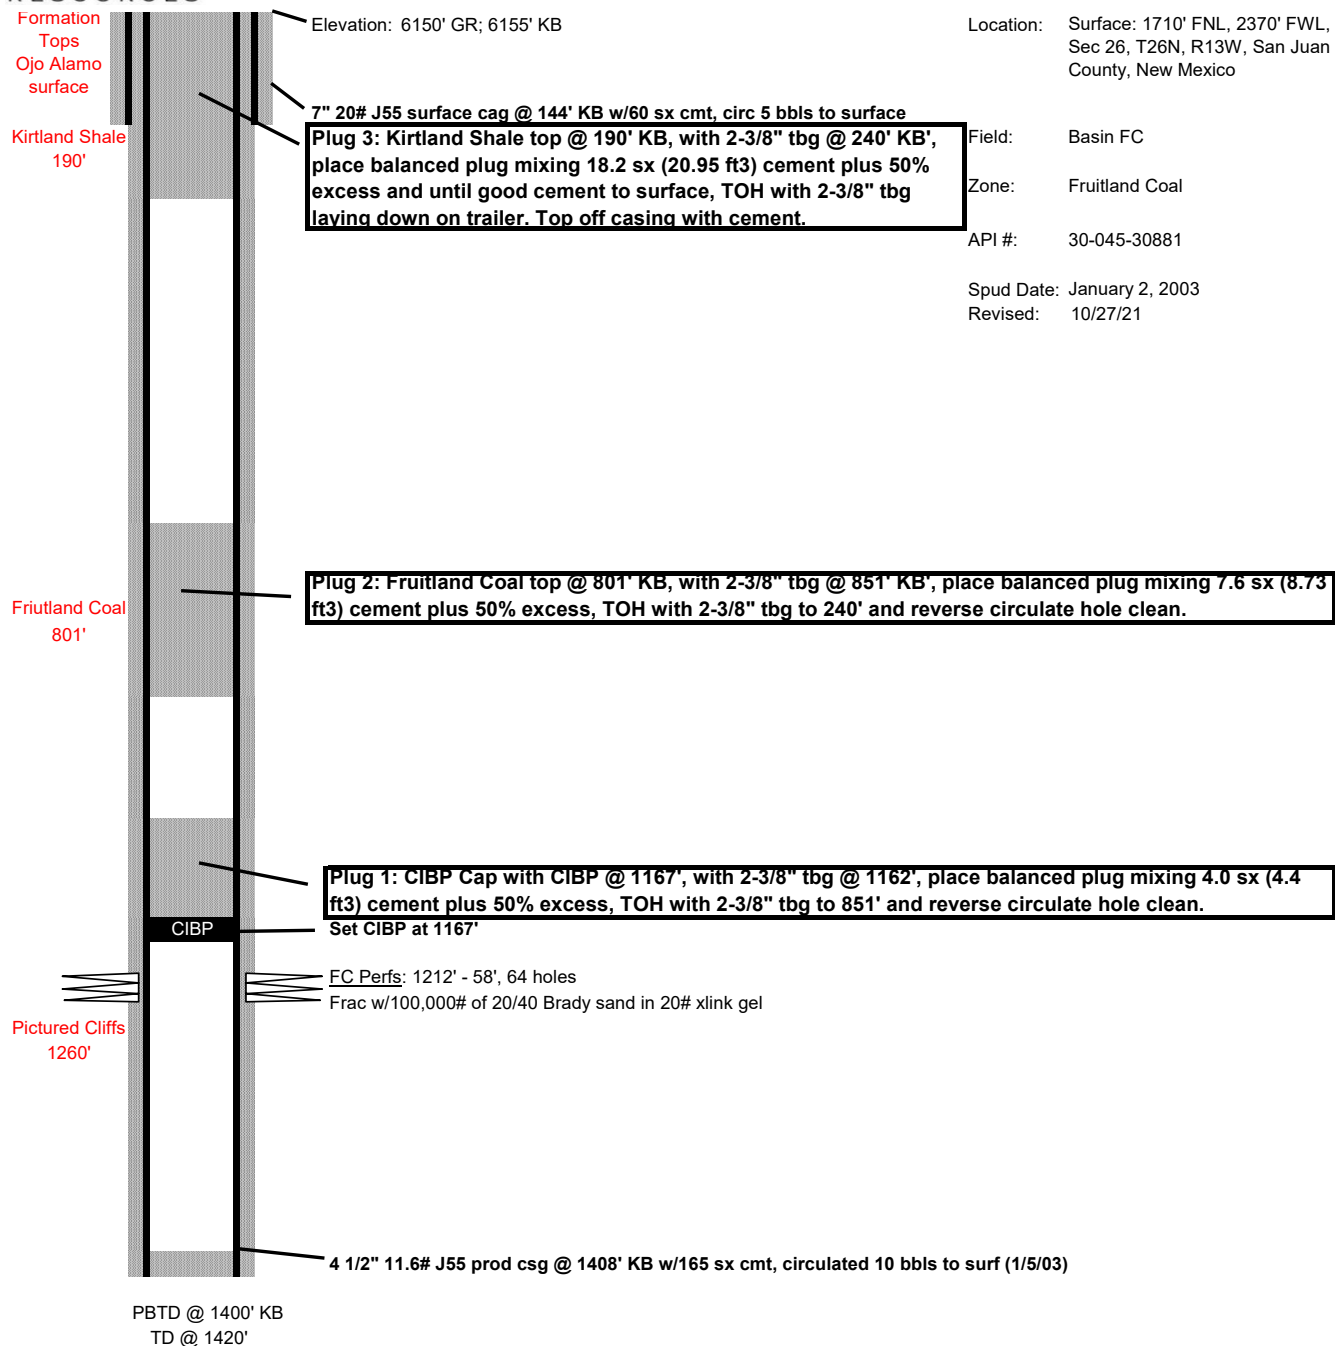 RESOURCES
Formation
Tops
Ojo Alamo
surface
Elevation: 6150' GR; 6155' KB
Location: Surface: 1710' FNL, 2370' FWL,
Sec 26, T26N, R13W, San Juan
County, New Mexico
7" 20# J55 surface cag @ 144' KB w/60 sx cmt, circ 5 bbls to surface
Kirtland Shale
190'
Plug 3: Kirtland Shale top @ 190' KB, with 2-3/8" tbg @ 240' KB',
place balanced plug mixing 18.2 sx (20.95 ft3) cement plus 50%
excess and until good cement to surface, TOH with 2-3/8" tbg
laying down on trailer. Top off casing with cement.
Field: Basin FC
Zone: Fruitland Coal
API #: 30-045-30881
Spud Date: January 2, 2003
Revised: 10/27/21
Plug 2: Fruitland Coal top @ 801' KB, with 2-3/8" tbg @ 851' KB', place balanced plug mixing 7.6 sx (8.73
ft3) cement plus 50% excess, TOH with 2-3/8" tbg to 240' and reverse circulate hole clean.
Friutland Coal
801'
Plug 1: CIBP Cap with CIBP @ 1167', with 2-3/8" tbg @ 1162', place balanced plug mixing 4.0 sx (4.4
ft3) cement plus 50% excess, TOH with 2-3/8" tbg to 851' and reverse circulate hole clean.
CIBP
Set CIBP at 1167'
FC Perfs: 1212' - 58', 64 holes
Frac w/100,000# of 20/40 Brady sand in 20# xlink gel
Pictured Cliffs
1260'
4 1/2" 11.6# J55 prod csg @ 1408' KB w/165 sx cmt, circulated 10 bbls to surf (1/5/03)
PBTD @ 1400' KB
TD @ 1420'